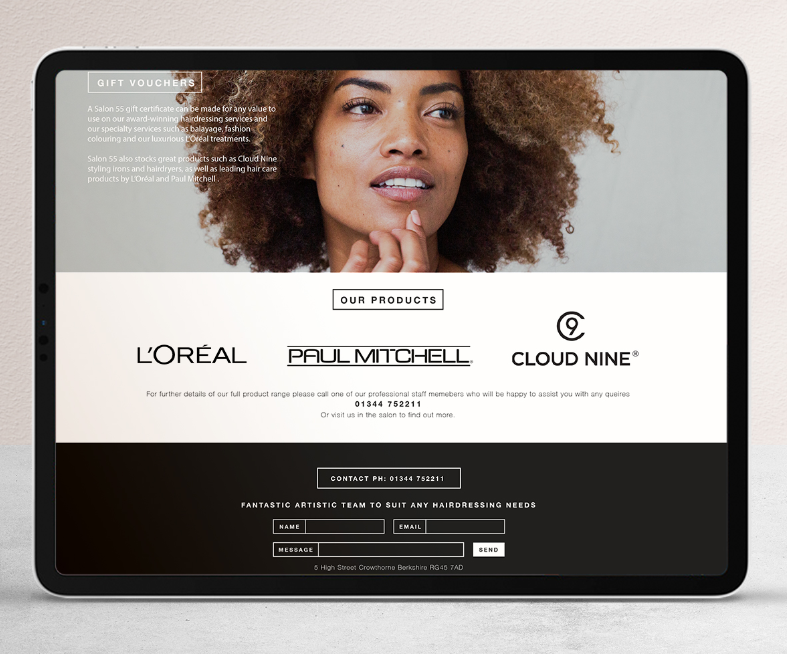 GIFT VOUCHERS
A Salon 55 gift certificate can be made for any value to
use on our award-winning hairdressing services and
our specialty services such as balayage, fashion
colouring and our luxurious L'Oréal treatments.
Salon 55 also stocks great products such as Cloud Nine
styling irons and hairdryers, as well as leading hair care
products by L'Oréal and Paul Mitchell .
OUR PRODUCTS
L'ORÉAL
PAUL MITCHELL®
C9
CLOUD NINE®
For further details of our full product range please call one of our professional staff memebers who will be happy to assist you with any queires
01344 752211
Or visit us in the salon to find out more.
CONTACT PH: 01344 752211
FANTASTIC ARTISTIC TEAM TO SUIT ANY HAIRDRESSING NEEDS
NAME
EMAIL
MESSAGE
SEND
5 High Street Crowthorne Berkshire RG45 7AD